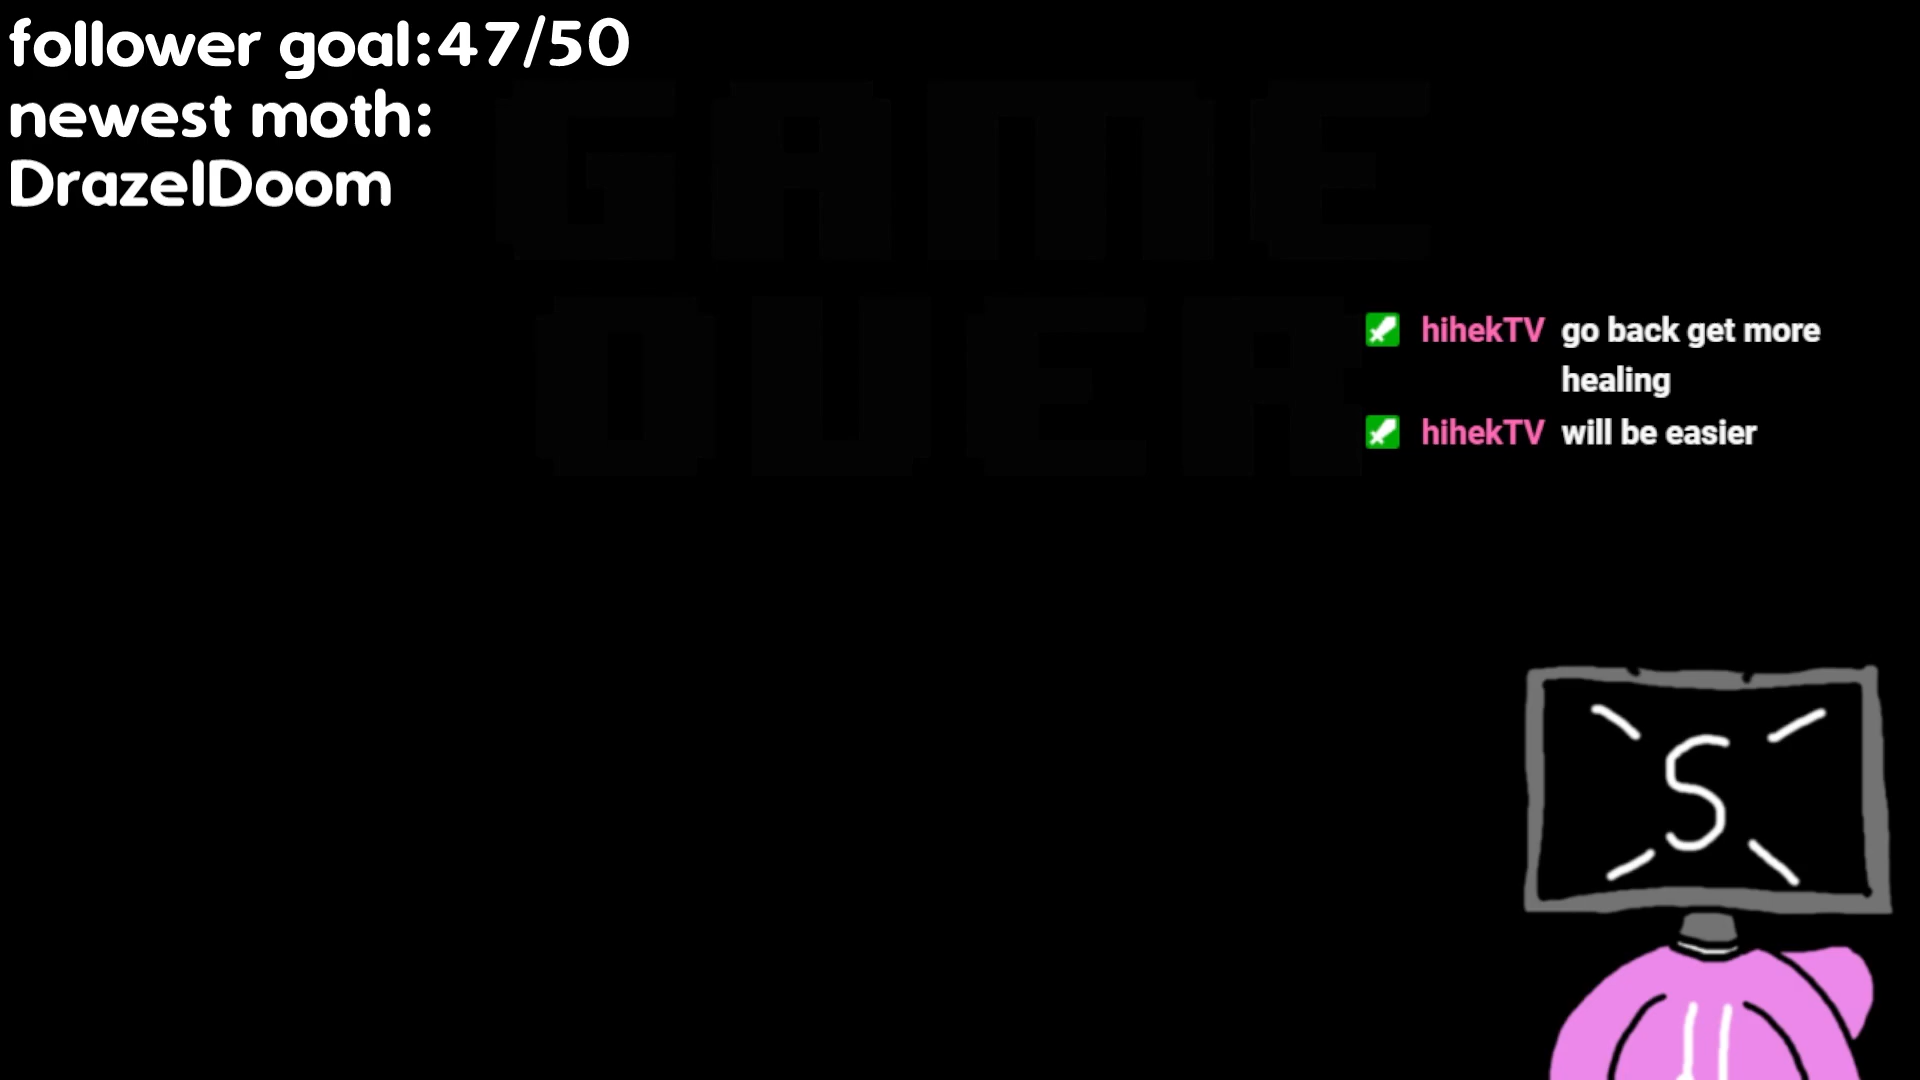 follower goal:47/50
newest moth:
DrazelDoom
GAME
OVER
hihekTV go back get more
healing
hihekTV will be easier
S